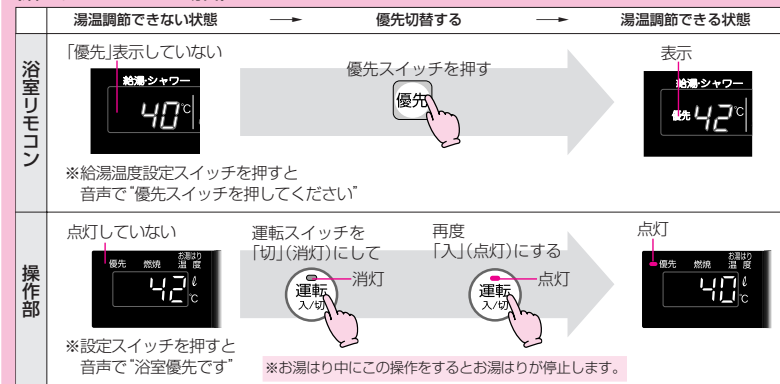 湯温調節できない状態 → 優先切替する → 湯温調節できる状態
浴室リモコン
「優先」表示していない
給湯・シャワー
40℃
※給湯温度設定スイッチを押すと
音声で"優先スイッチを押してください"
優先スイッチを押す
優先
表示
給湯・シャワー
優先 42℃
操作部
点灯していない
優先 燃焼 お湯はり温度
42 ℓ ℃
※設定スイッチを押すと
音声で"浴室優先です"
運転スイッチを
「切」(消灯)にして
消灯
運転
入/切
再度
「入」(点灯)にする
点灯
運転
入/切
※お湯はり中にこの操作をするとお湯はりが停止します。
点灯
優先 燃焼 お湯はり温度
40 ℓ ℃